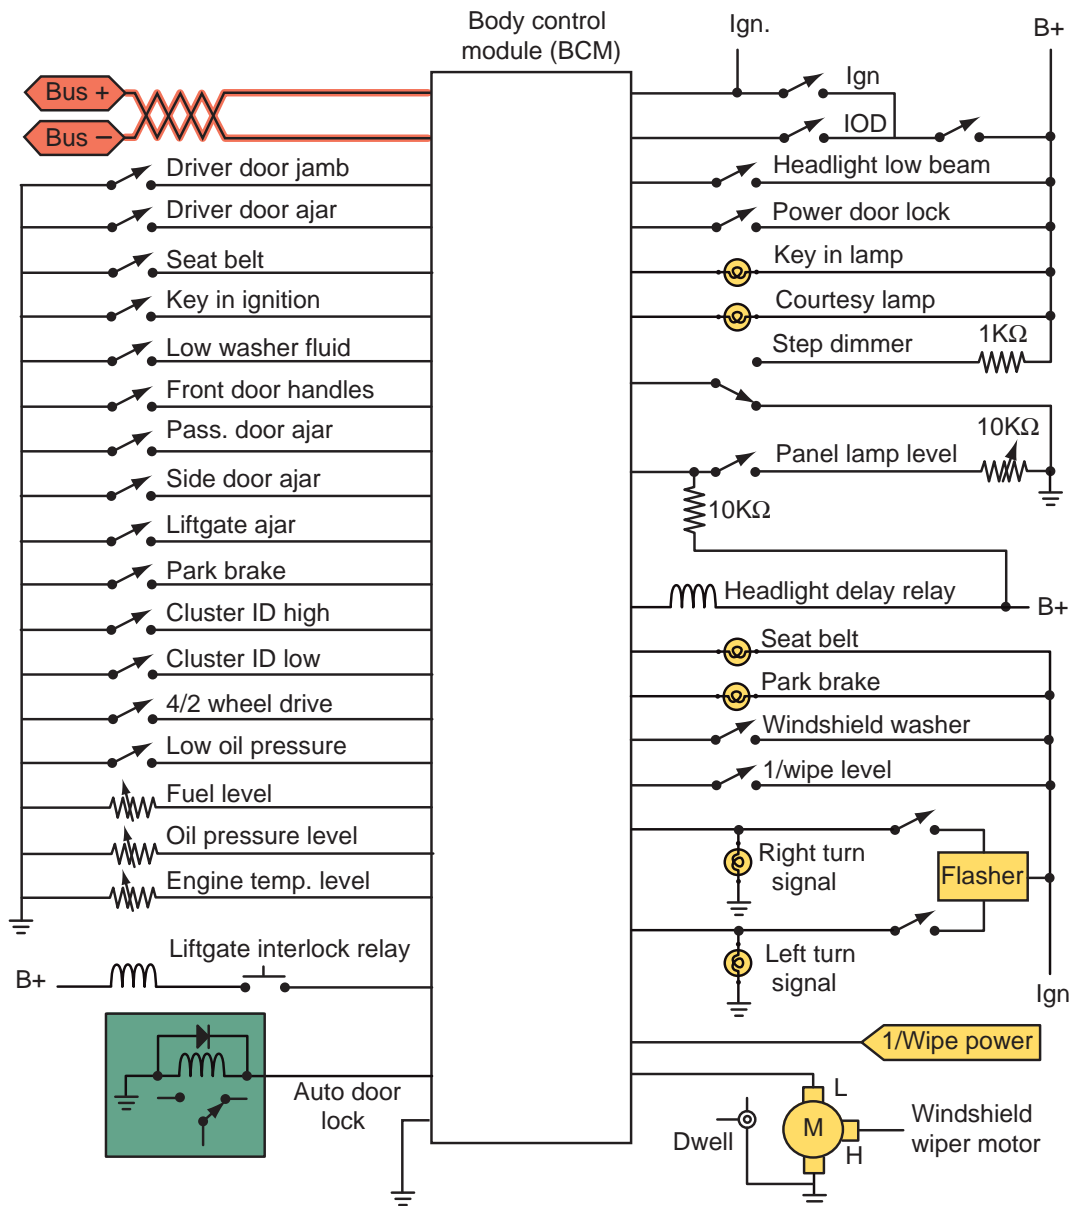 Body control
module (BCM)
Ign.
B+
Bus +
Bus −
Driver door jamb
Driver door ajar
Seat belt
Key in ignition
Low washer fluid
Front door handles
Pass. door ajar
Side door ajar
Liftgate ajar
Park brake
Cluster ID high
Cluster ID low
4/2 wheel drive
Low oil pressure
Fuel level
Oil pressure level
Engine temp. level
Liftgate interlock relay
B+
Auto door
lock
Ign
IOD
Headlight low beam
Power door lock
Key in lamp
Courtesy lamp
1KΩ
Step dimmer
10KΩ
Panel lamp level
10KΩ
Headlight delay relay
B+
Seat belt
Park brake
Windshield washer
1/wipe level
Right turn
signal
Flasher
Left turn
signal
Ign
1/Wipe power
L
M
H
Dwell
Windshield
wiper motor